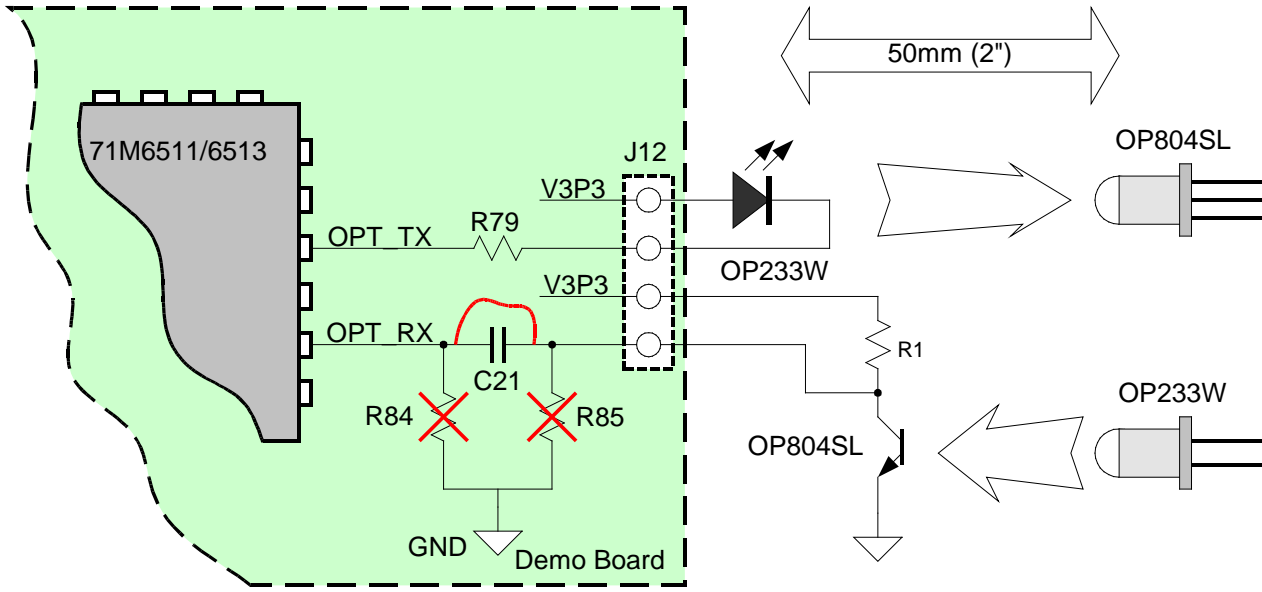 50mm (2")
71M6511/6513
J12
OP804SL
V3P3
R79
OPT_TX
OP233W
V3P3
OPT_RX
R1
C21
R84
R85
OP233W
OP804SL
GND
Demo Board